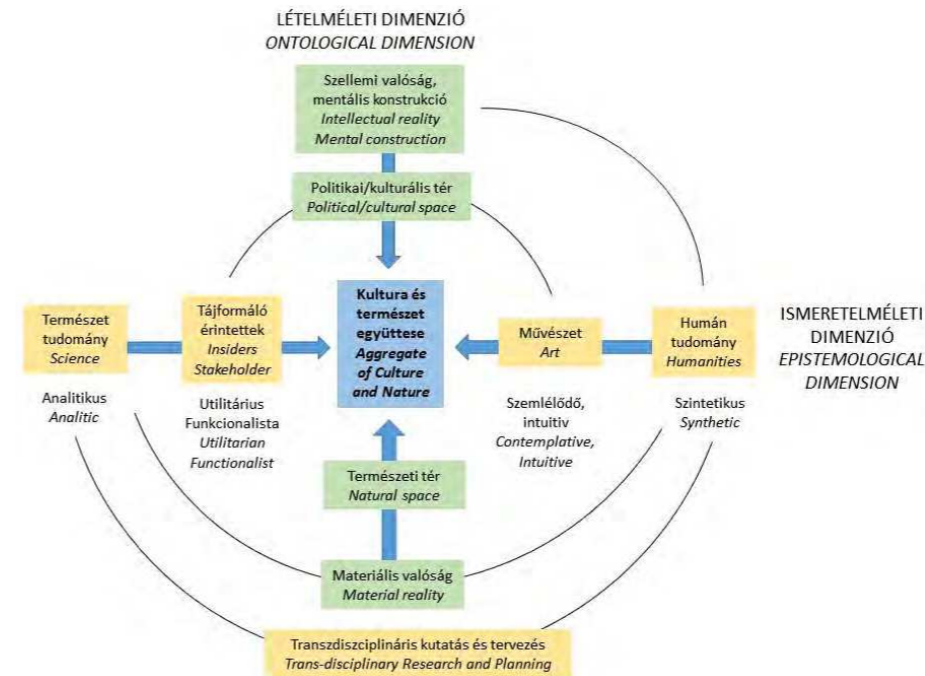 LÉTELMÉLETI DIMENZIÓ
ONTOLOGICAL DIMENSION
Szellemi valóság,
mentális konstrukció
Intellectual reality
Mental construction
Politikai/kulturális tér
Political/cultural space
Természet
tudomány
Science
Analitikus
Analitic
Tájformáló
érintettek
Insiders
Stakeholder
Utilitárius
Funkcionalista
Utilitarian
Functionalist
Kultura és
természet
együttese
Aggregate
of Culture
and Nature
Művészet
Art
Szemlélődő,
intuitiv
Contemplative,
Intuitive
Humán
tudomány
Humanities
Szintetikus
Synthetic
ISMERETELMÉLETI
DIMENZIÓ
EPISTEMOLOGICAL
DIMENSION
Természeti tér
Natural space
Materiális valóság
Material reality
Transzdiszciplináris kutatás és tervezés
Trans-disciplinary Research and Planning